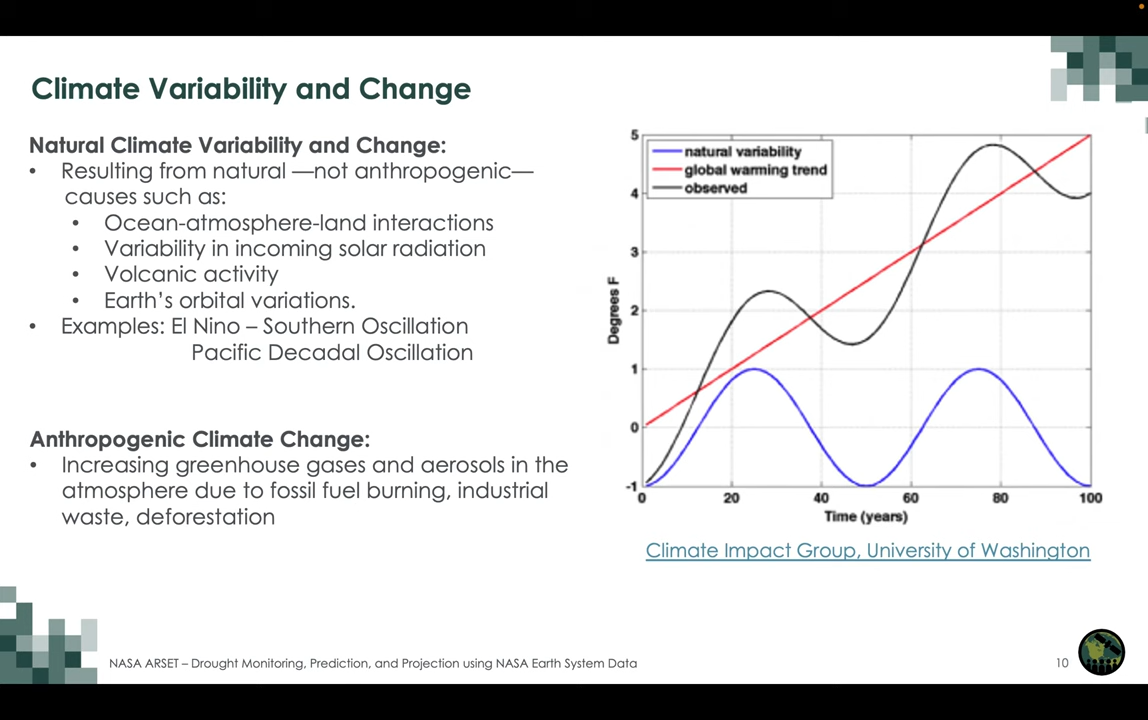 Climate Variability and Change
Natural Climate Variability and Change:
• Resulting from natural —not anthropogenic—
causes such as:
• Ocean-atmosphere-land interactions
• Variability in incoming solar radiation
• Volcanic activity
• Earth's orbital variations.
• Examples: El Nino – Southern Oscillation
Pacific Decadal Oscillation
Anthropogenic Climate Change:
• Increasing greenhouse gases and aerosols in the
atmosphere due to fossil fuel burning, industrial
waste, deforestation
natural variability
global warming trend
observed
5
4
3
2
1
0
-1
Degrees F
0 20 40 60 80 100
Time (years)
Climate Impact Group, University of Washington
NASA ARSET – Drought Monitoring, Prediction, and Projection using NASA Earth System Data
10